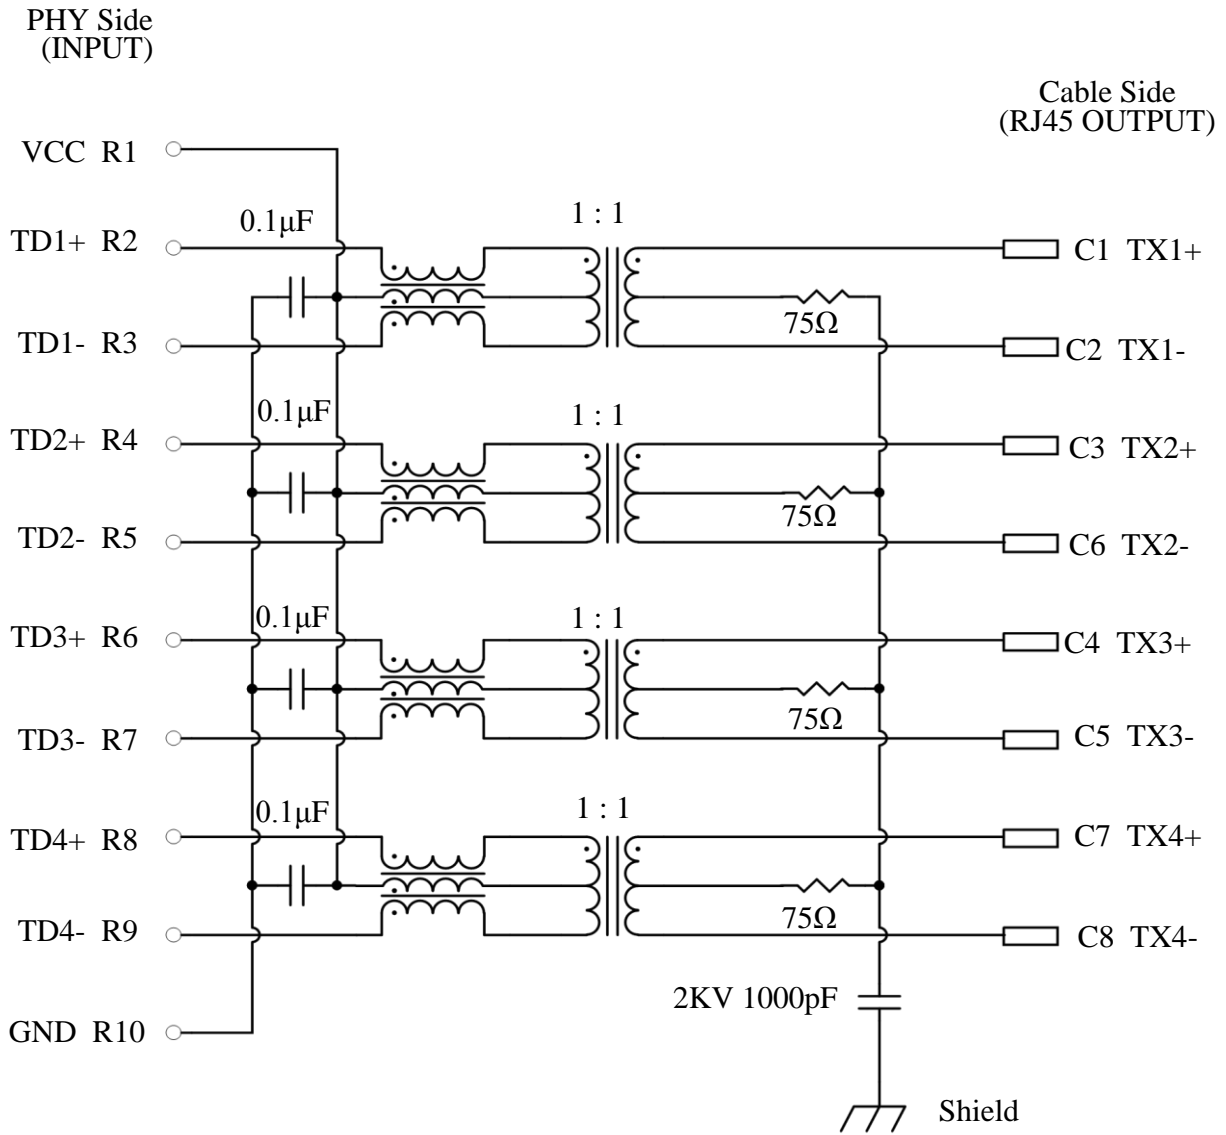 PHY Side
(INPUT)
Cable Side
(RJ45 OUTPUT)
VCC R1
0.1µF
1 : 1
TD1+ R2
C1 TX1+
75Ω
TD1- R3
C2 TX1-
0.1µF
1 : 1
TD2+ R4
C3 TX2+
75Ω
TD2- R5
C6 TX2-
0.1µF
1 : 1
TD3+ R6
C4 TX3+
75Ω
TD3- R7
C5 TX3-
0.1µF
1 : 1
TD4+ R8
C7 TX4+
75Ω
TD4- R9
C8 TX4-
2KV 1000pF
GND R10
Shield